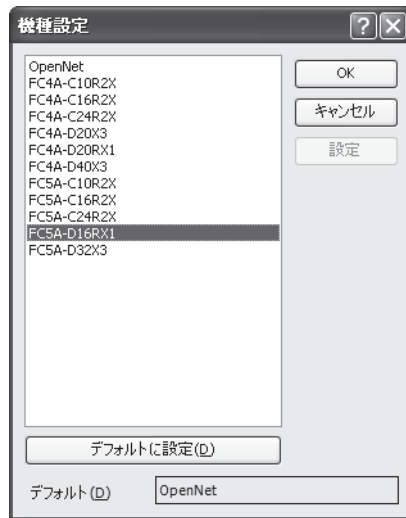 機種設定
OpenNet
FC4A-C10R2X
FC4A-C16R2X
FC4A-C24R2X
FC4A-D20X3
FC4A-D20RX1
FC4A-D40X3
FC5A-C10R2X
FC5A-C16R2X
FC5A-C24R2X
FC5A-D16RX1
FC5A-D32X3
OK
キャンセル
設定
デフォルトに設定(D)
デフォルト(D) OpenNet